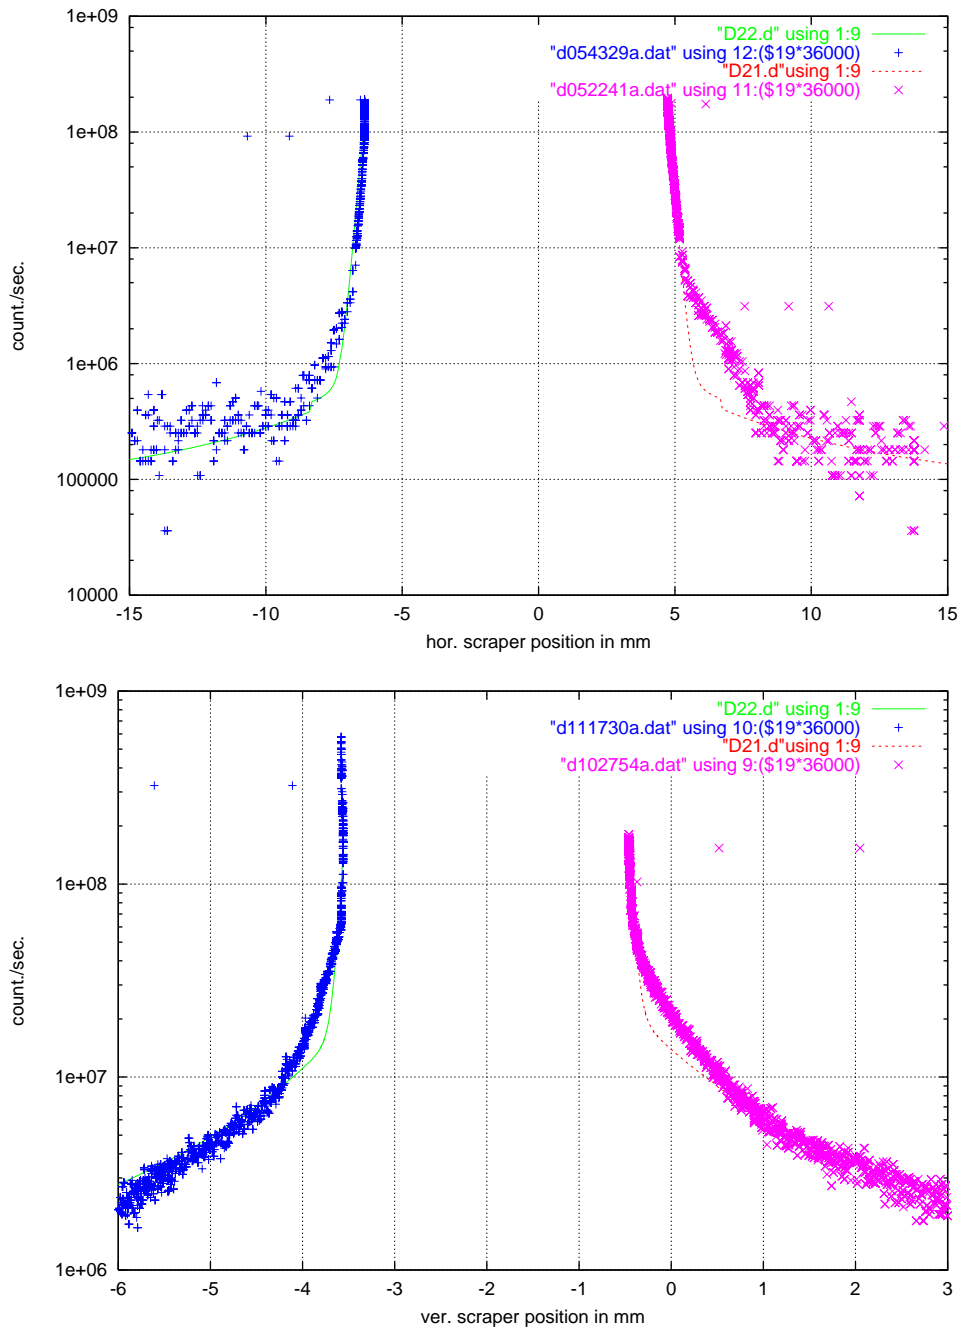 1e+09
1e+08
1e+07
1e+06
100000
10000
count./sec.
"D22.d" using 1:9
"d054329a.dat" using 12:($19*36000)
"D21.d"using 1:9
"d052241a.dat" using 11:($19*36000)
-15 -10 -5 0 5 10 15
hor. scraper position in mm
1e+09
1e+08
1e+07
1e+06
count./sec.
"D22.d" using 1:9
"d111730a.dat" using 10:($19*36000)
"D21.d"using 1:9
"d102754a.dat" using 9:($19*36000)
-6 -5 -4 -3 -2 -1 0 1 2 3
ver. scraper position in mm